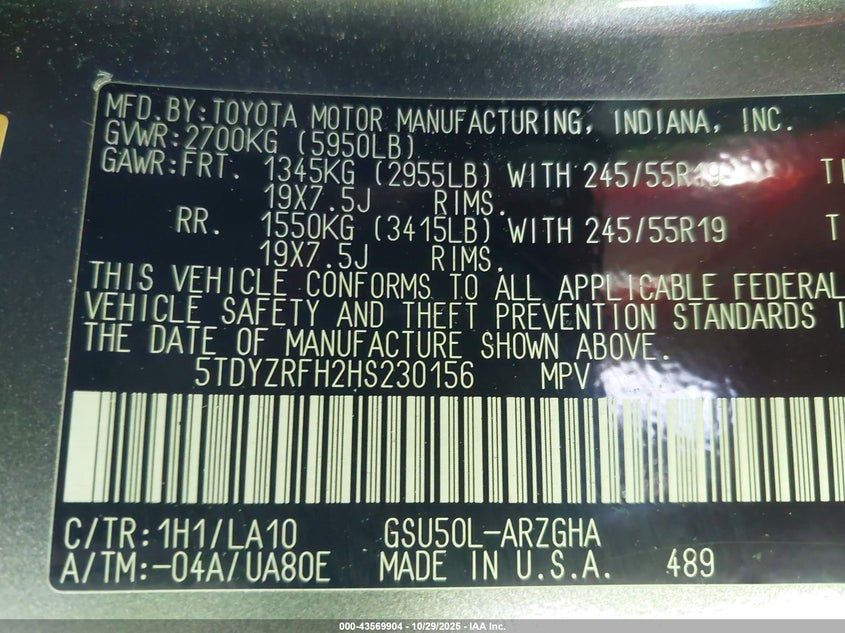 MFD.BY:TOYOTA MOTOR MANUFACTURING, INDIANA, INC.
GVWR:2700KG (5950LB)
GAWR:FRT. 1345KG (2955LB) WITH 245/55R19
19X7.5J RIMS.
RR. 1550KG (3415LB) WITH 245/55R19
19X7.5J RIMS.
THIS VEHICLE CONFORMS TO ALL APPLICABLE FEDERAL
VEHICLE SAFETY AND THEFT PREVENTION STANDARDS
THE DATE OF MANUFACTURE SHOWN ABOVE.
5TDYZRFH2HS230156 MPV
C/TR:1H1/LA10 GSU50L-ARZGHA
A/TM:-04A/UA80E MADE IN U.S.A. 489
000-43569904 | 10/29/2025 - IAA Inc.